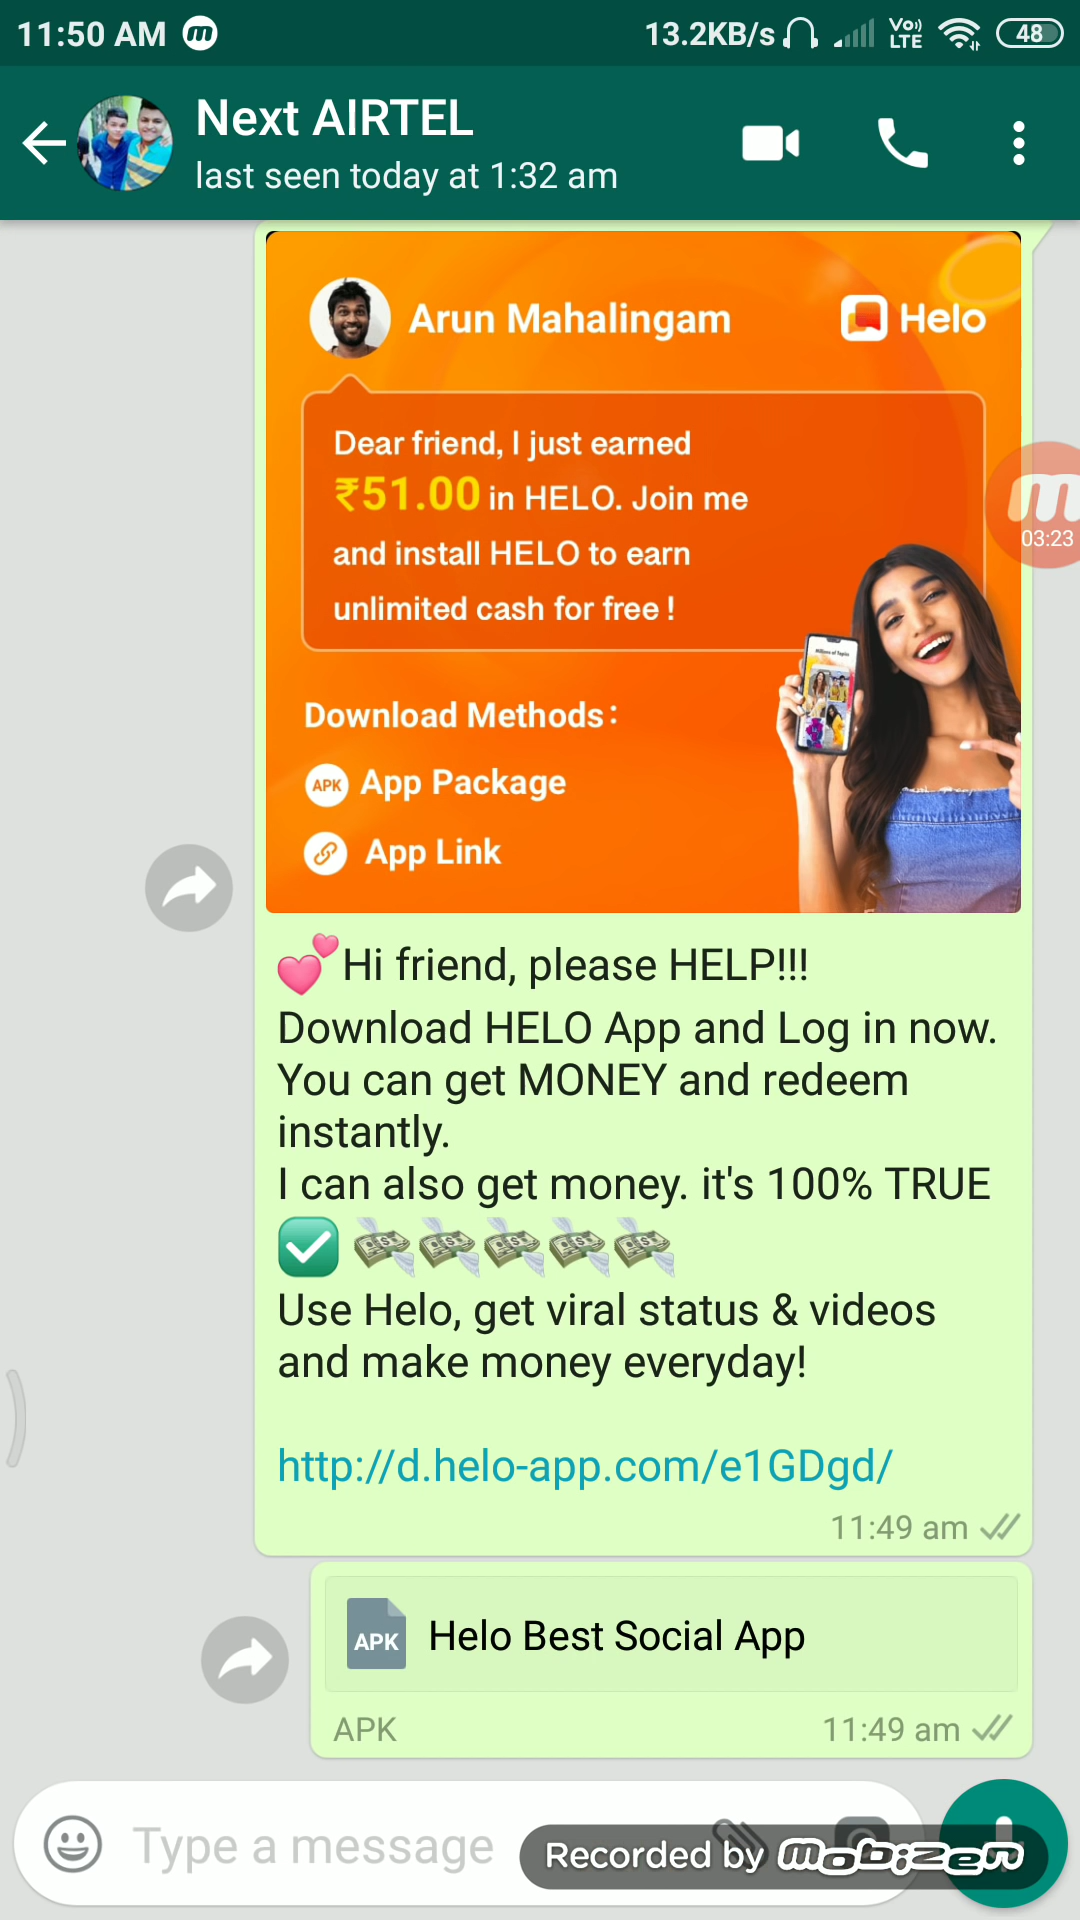 11:50 AM
13.2KB/s
Vo)) LTE
48
Next AIRTEL
last seen today at 1:32 am
Arun Mahalingam
Helo
Dear friend, I just earned
₹51.00 in HELO. Join me
and install HELO to earn
unlimited cash for free !
m
03:23
Millions of Topics
Download Methods:
APK App Package
App Link
💕Hi friend, please HELP!!!
Download HELO App and Log in now.
You can get MONEY and redeem
instantly.
I can also get money. it's 100% TRUE
✅ 💸💸💸💸💸
Use Helo, get viral status & videos
and make money everyday!
http://d.helo-app.com/e1GDgd/
11:49 am
APK Helo Best Social App
APK
11:49 am
Type a message
Recorded by mobizen